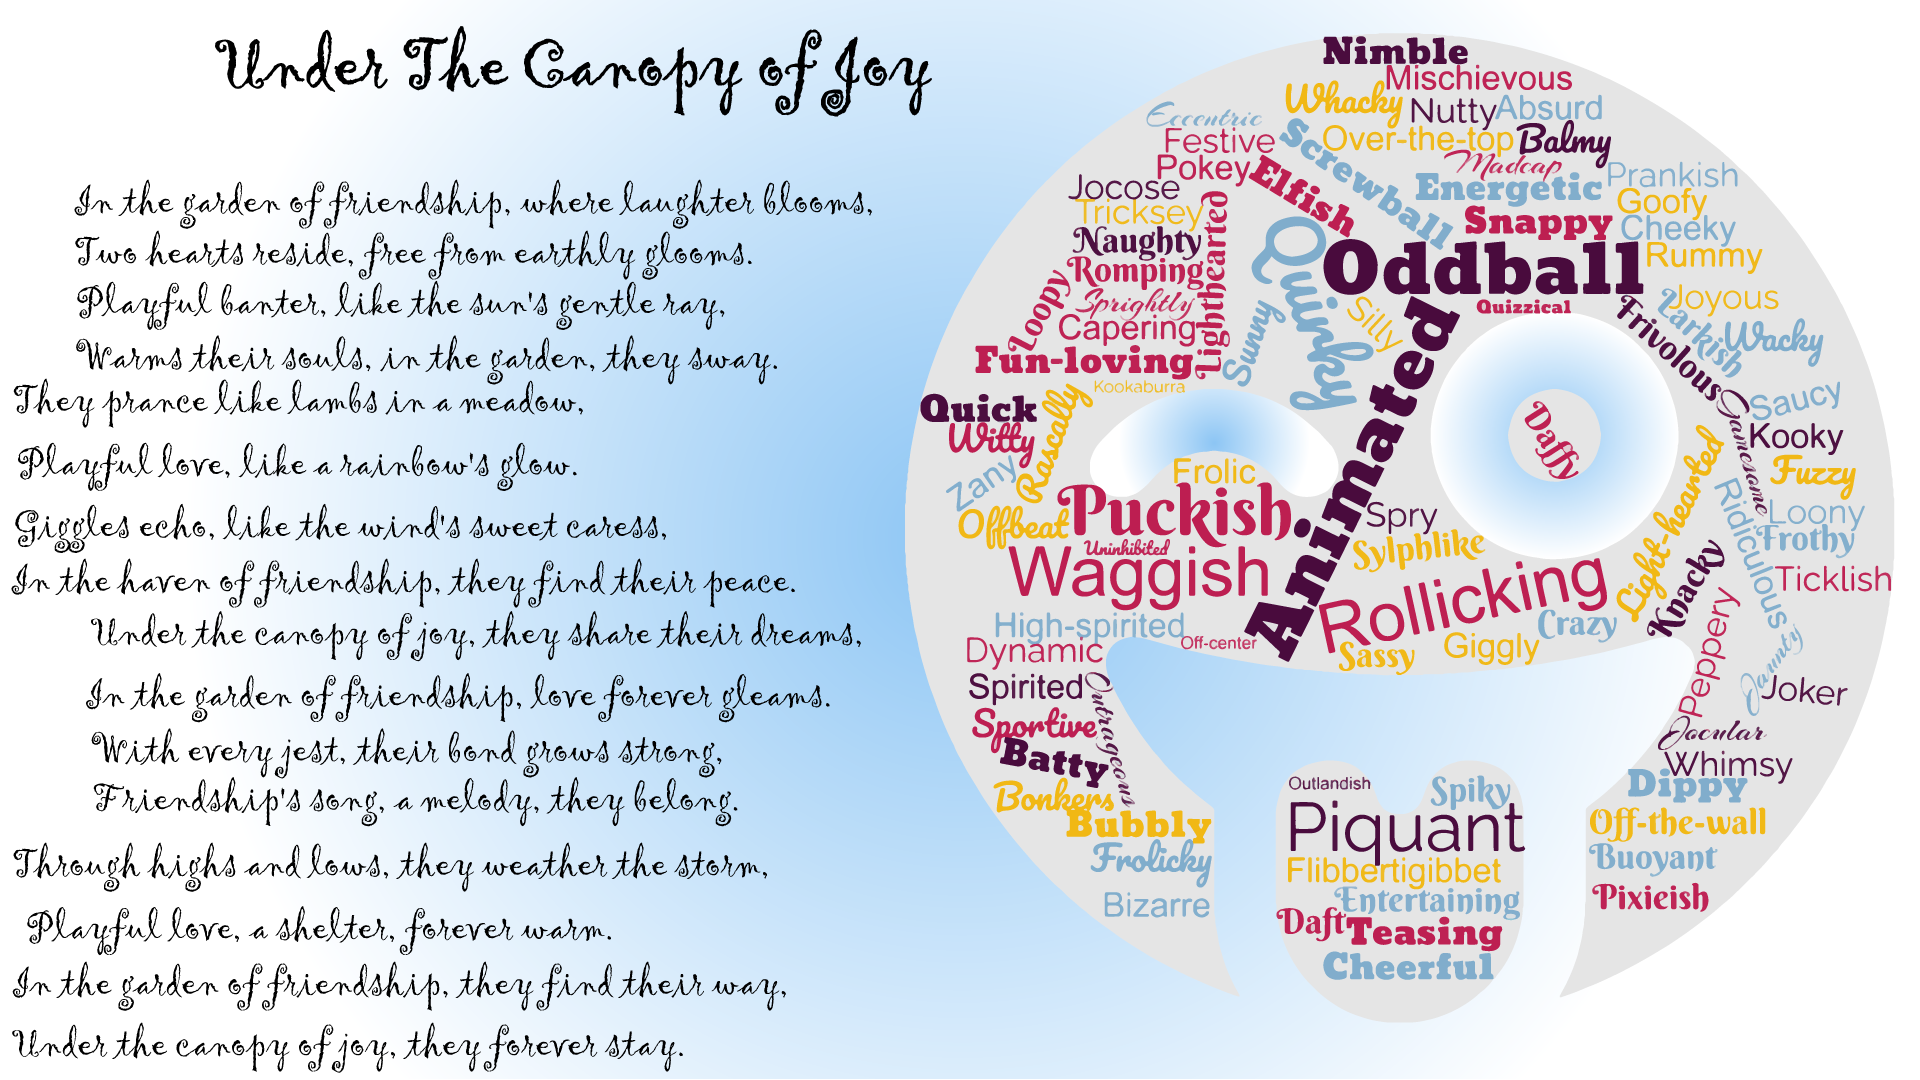 Under The Canopy of Joy
In the garden of friendship, where laughter blooms,
Two hearts reside, free from earthly glooms.
Playful banter, like the sun's gentle ray,
Warms their souls, in the garden, they sway.
They prance like lambs in a meadow,
Playful love, like a rainbow's glow.
Giggles echo, like the wind's sweet caress,
In the haven of friendship, they find their peace.
Under the canopy of joy, they share their dreams,
In the garden of friendship, love forever gleams.
With every jest, their bond grows strong,
Friendship's song, a melody, they belong.
Through highs and lows, they weather the storm,
Playful love, a shelter, forever warm.
In the garden of friendship, they find their way,
Under the canopy of joy, they forever stay.
Nimble
Mischievous
Whacky
Nutty
Absurd
Eccentric
Festive
Screwball
Over-the-top
Balmy
Pokey
Elfish
Madcap
Prankish
Jocose
Energetic
Goofy
Tricksey
Snappy
Cheeky
Naughty
Lighthearted
Quirky
Oddball
Rummy
Romping
Loopy
Sprightly
Sunny
Silly
Quizzical
Joyous
Capering
Frivolous
Larkish
Wacky
Fun-loving
Kookaburra
Animated
Quick
Rascally
Gamesome
Saucy
Witty
Daffy
Kooky
Zany
Frolic
Fuzzy
Offbeat
Puckish
Spry
Light-hearted
Ridiculous
Loony
Uninhibited
Sylphlike
Frothy
Waggish
Rollicking
Knacky
Ticklish
High-spirited
Off-center
Crazy
Peppery
Dynamic
Sassy
Giggly
Jaunty
Spirited
Outrageous
Joker
Sportive
Jocular
Batty
Whimsy
Bonkers
Outlandish
Spiky
Dippy
Bubbly
Piquant
Off-the-wall
Frolicky
Flibbertigibbet
Buoyant
Bizarre
Entertaining
Pixieish
Daft
Teasing
Cheerful